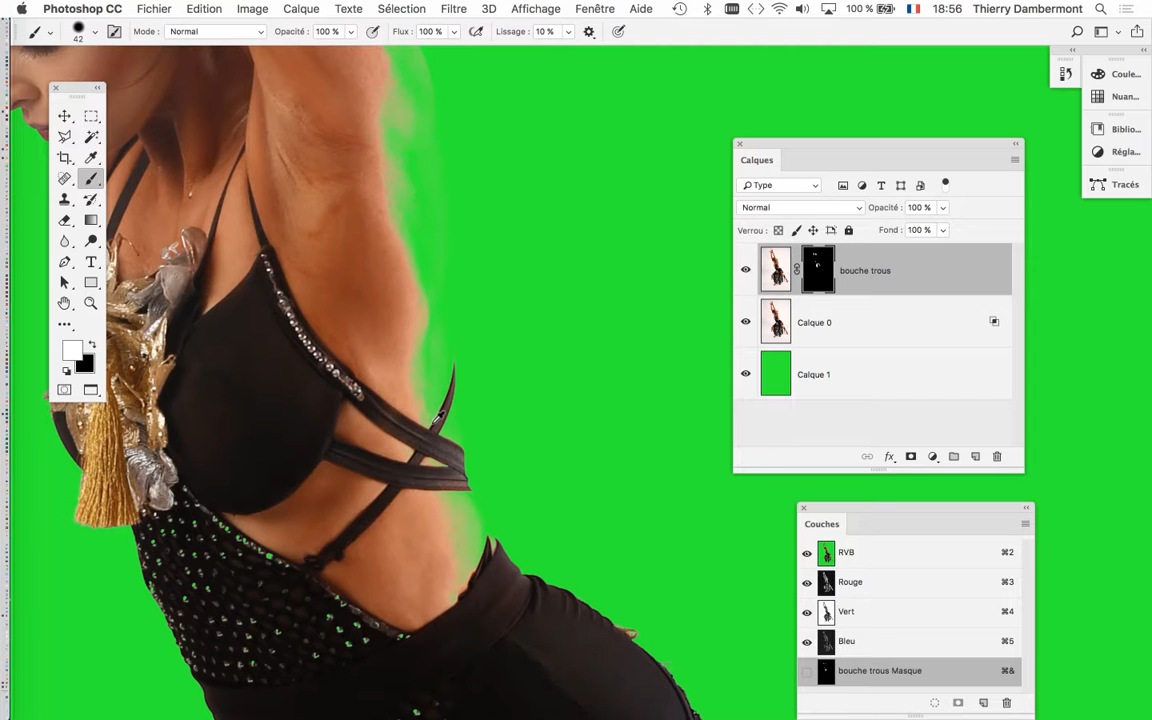 Photoshop CC Fichier Edition Image Calque Texte Sélection Filtre 3D Affichage Fenêtre Aide 100 % 18:56 Thierry Dambermont
42 Mode : Normal Opacité : 100 % Flux : 100 % Lissage : 10 %
Coule...
Nuan...
Biblio...
Régla...
Tracés
Calques
Type
Normal Opacité : 100 %
Verrou : Fond : 100 %
bouche trous
Calque 0
Calque 1
fx
Couches
RVB ⌘2
Rouge ⌘3
Vert ⌘4
Bleu ⌘5
bouche trous Masque ⌘&